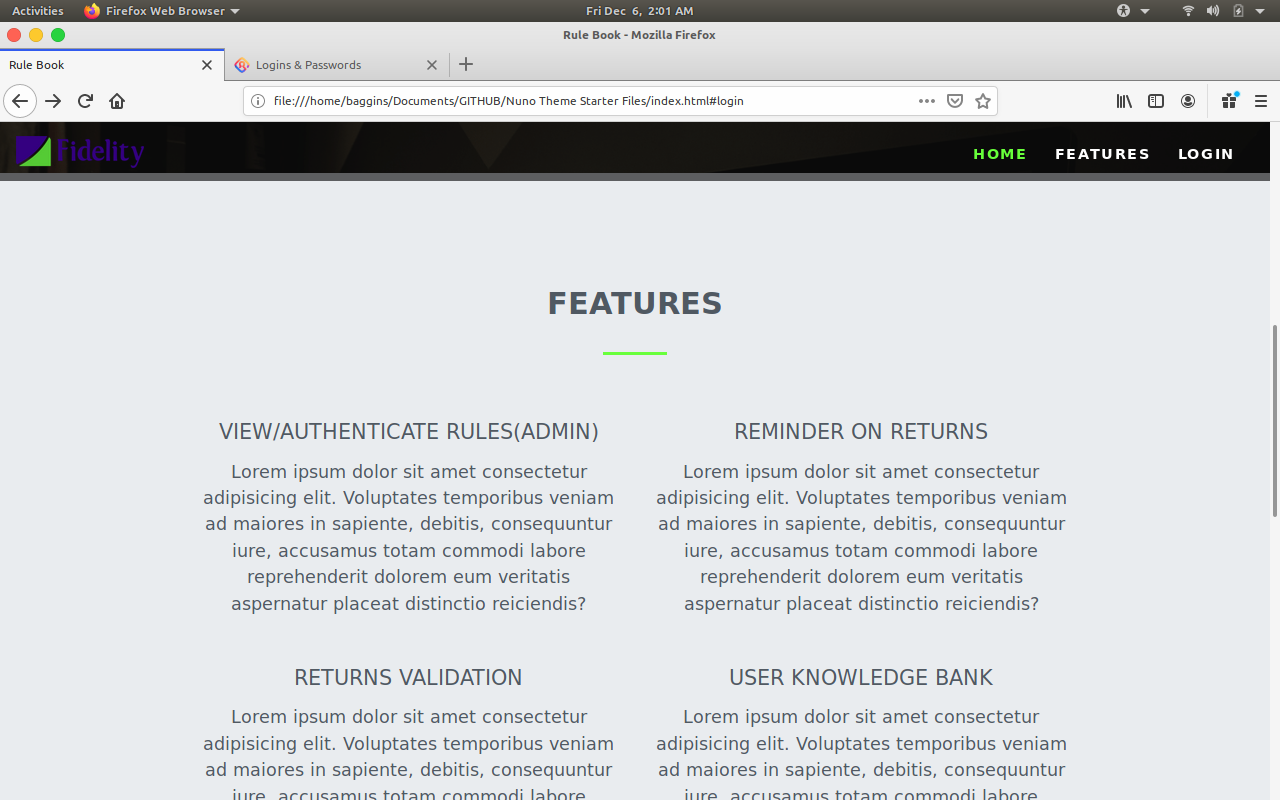 Activities Firefox Web Browser Fri Dec 6, 2:01 AM
Rule Book - Mozilla Firefox
Rule Book Logins & Passwords
file:///home/baggins/Documents/GITHUB/Nuno Theme Starter Files/index.html#login
Fidelity HOME FEATURES LOGIN
FEATURES
VIEW/AUTHENTICATE RULES(ADMIN)
Lorem ipsum dolor sit amet consectetur
adipisicing elit. Voluptates temporibus veniam
ad maiores in sapiente, debitis, consequuntur
iure, accusamus totam commodi labore
reprehenderit dolorem eum veritatis
aspernatur placeat distinctio reiciendis?
REMINDER ON RETURNS
Lorem ipsum dolor sit amet consectetur
adipisicing elit. Voluptates temporibus veniam
ad maiores in sapiente, debitis, consequuntur
iure, accusamus totam commodi labore
reprehenderit dolorem eum veritatis
aspernatur placeat distinctio reiciendis?
RETURNS VALIDATION
Lorem ipsum dolor sit amet consectetur
adipisicing elit. Voluptates temporibus veniam
ad maiores in sapiente, debitis, consequuntur
iure, accusamus totam commodi labore
USER KNOWLEDGE BANK
Lorem ipsum dolor sit amet consectetur
adipisicing elit. Voluptates temporibus veniam
ad maiores in sapiente, debitis, consequuntur
iure, accusamus totam commodi labore